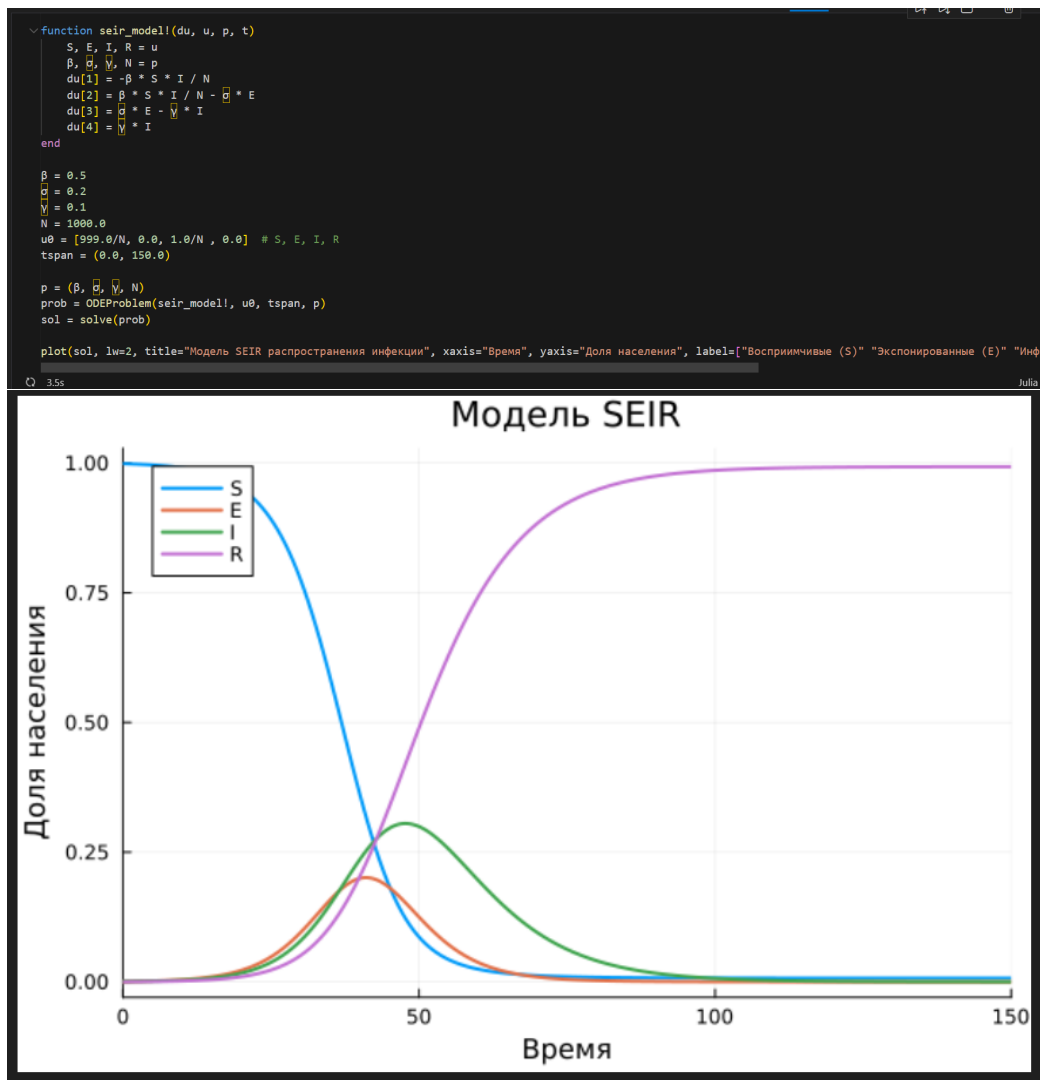 function seir_model!(du, u, p, t)
S, E, I, R = u
β, σ, γ, N = p
du[1] = -β * S * I / N
du[2] = β * S * I / N - σ * E
du[3] = σ * E - γ * I
du[4] = γ * I
end
β = 0.5
σ = 0.2
γ = 0.1
N = 1000.0
u0 = [999.0/N, 0.0, 1.0/N , 0.0]  # S, E, I, R
tspan = (0.0, 150.0)
p = (β, σ, γ, N)
prob = ODEProblem(seir_model!, u0, tspan, p)
sol = solve(prob)
plot(sol, lw=2, title="Модель SEIR распространения инфекции", xaxis="Время", yaxis="Доля населения", label=["Восприимчивые (S)" "Экспонированные (E)" "Инф
3.5s
Julia
Модель SEIR
1.00
0.75
0.50
0.25
0.00
S
E
I
R
Доля населения
0
50
100
150
Время